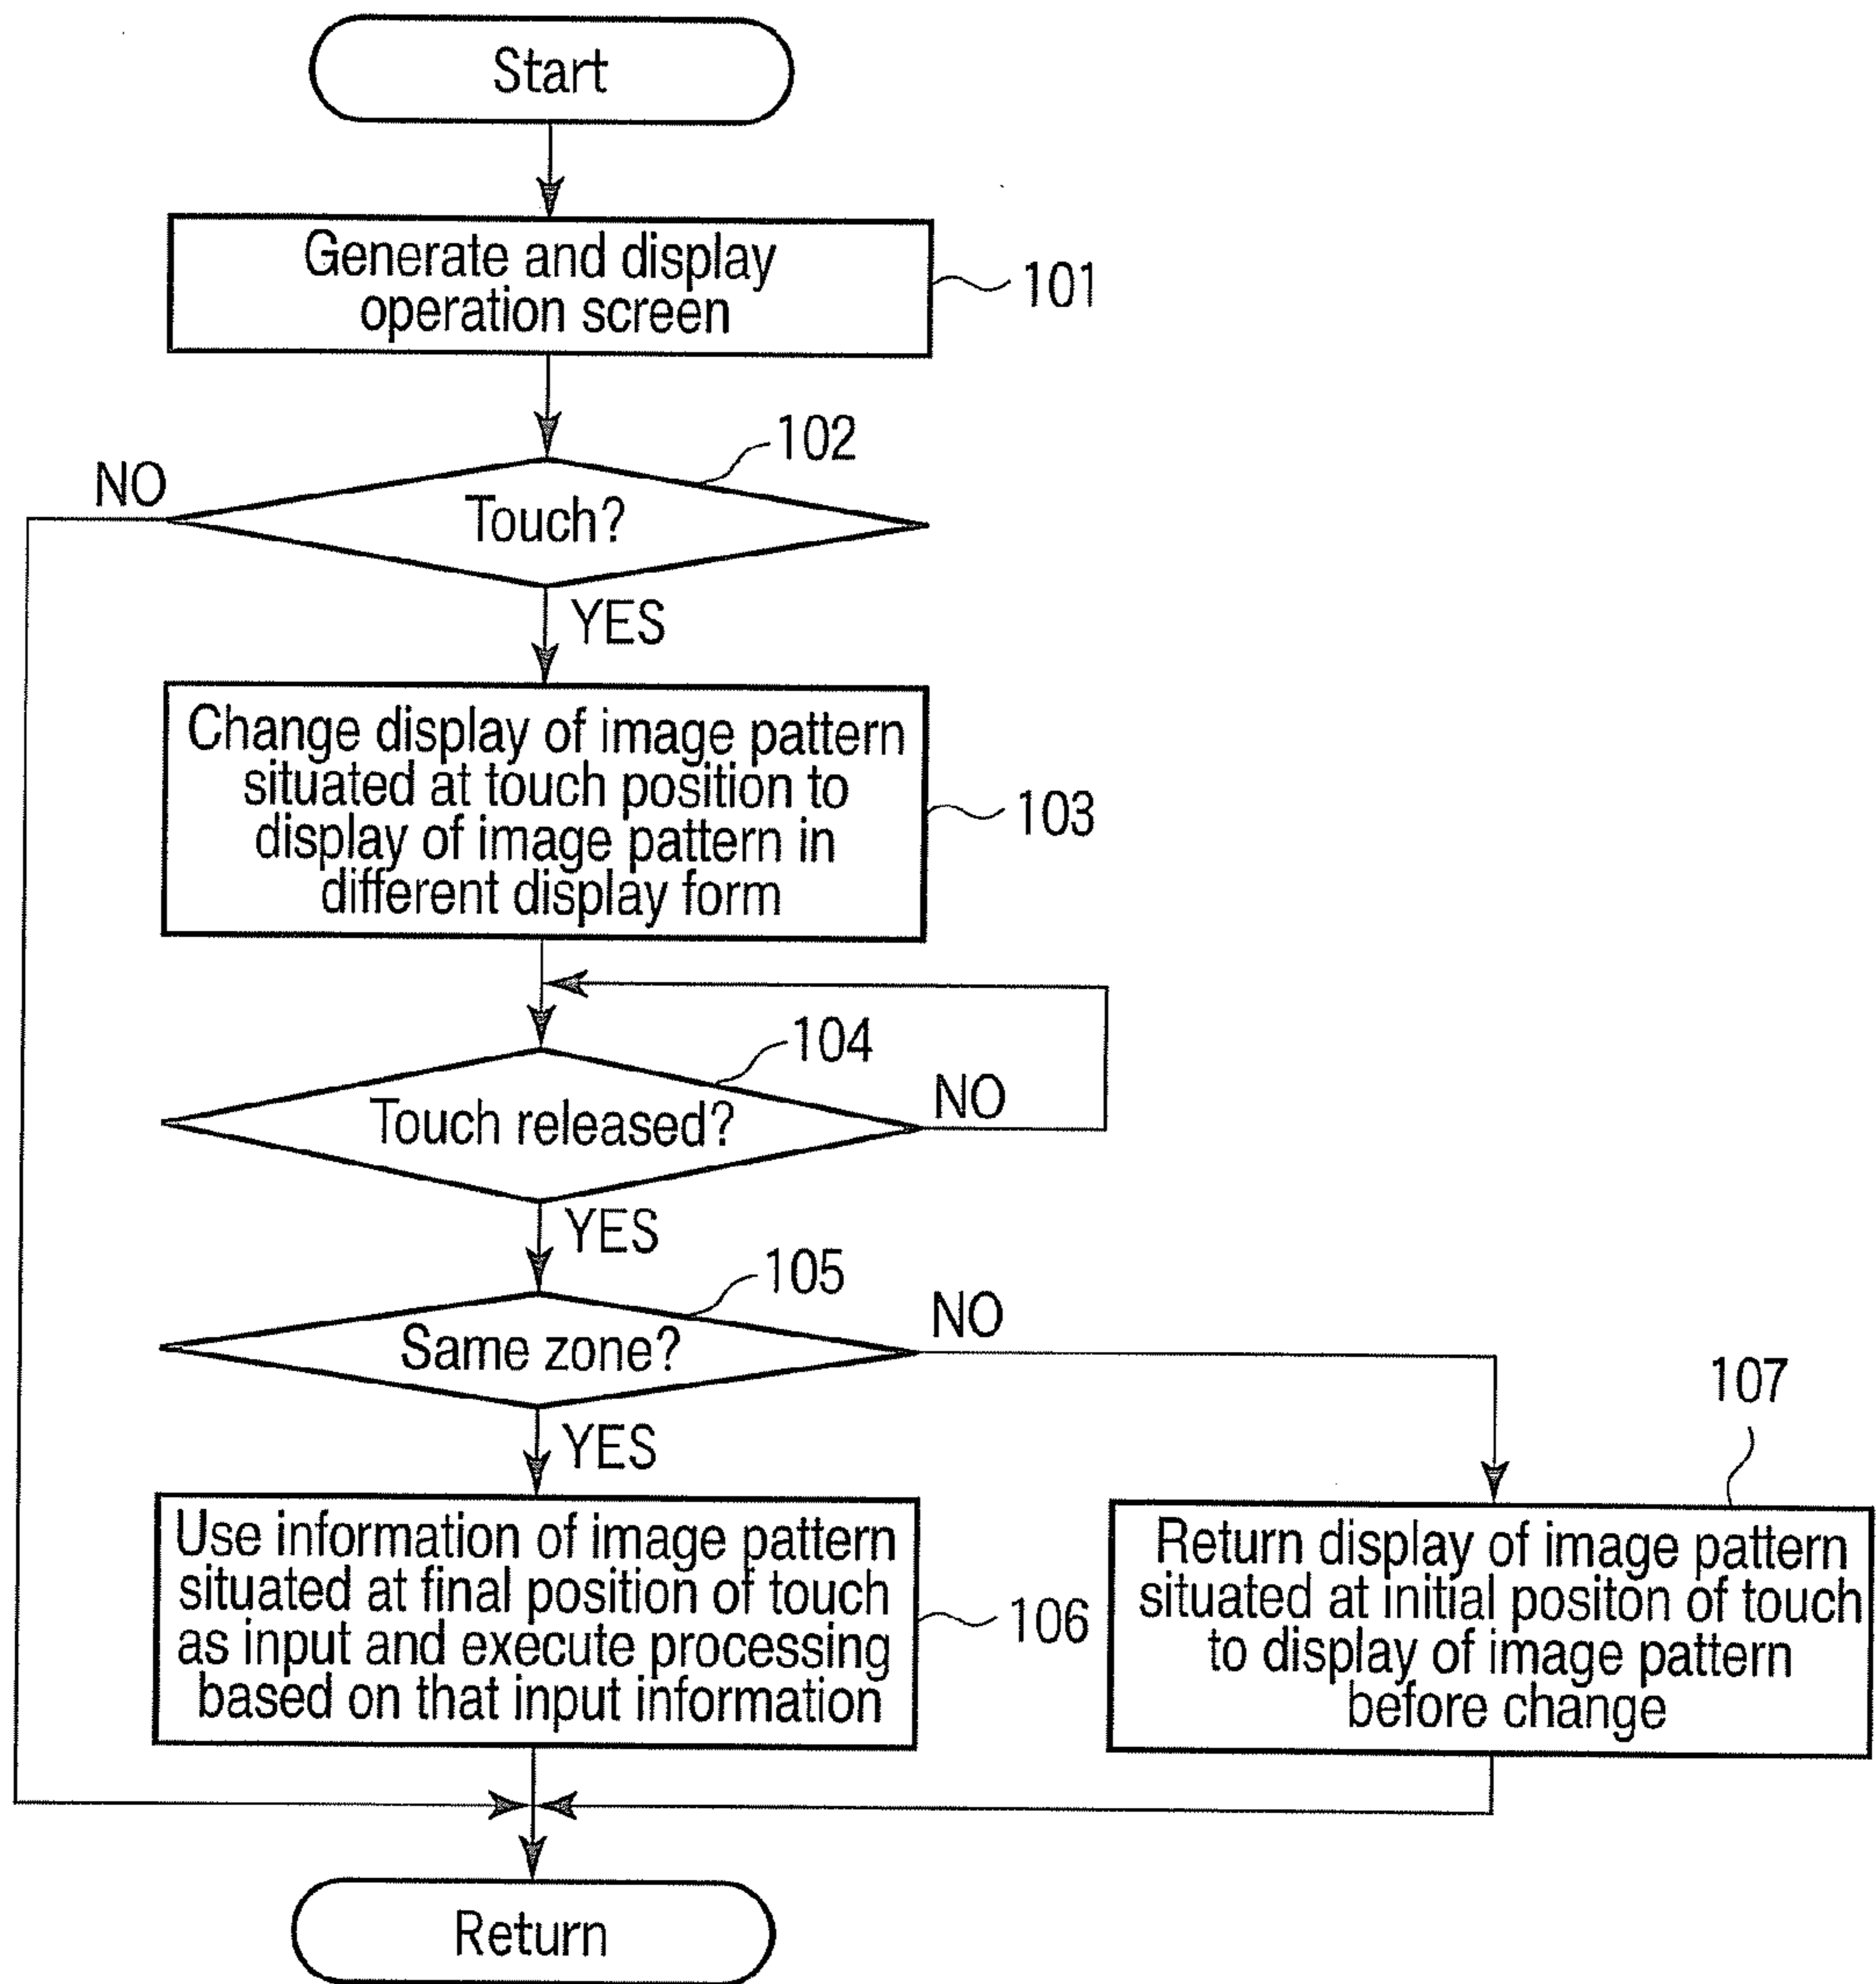 Start
Generate and display
operation screen
101
102
NO
Touch?
YES
Change display of image pattern
situated at touch position to
display of image pattern in
different display form
103
104
Touch released?
NO
YES
105
Same zone?
NO
YES
107
Use information of image pattern
situated at final position of touch
as input and execute processing
based on that input information
106
Return display of image pattern
situated at initial positon of touch
to display of image pattern
before change
Return